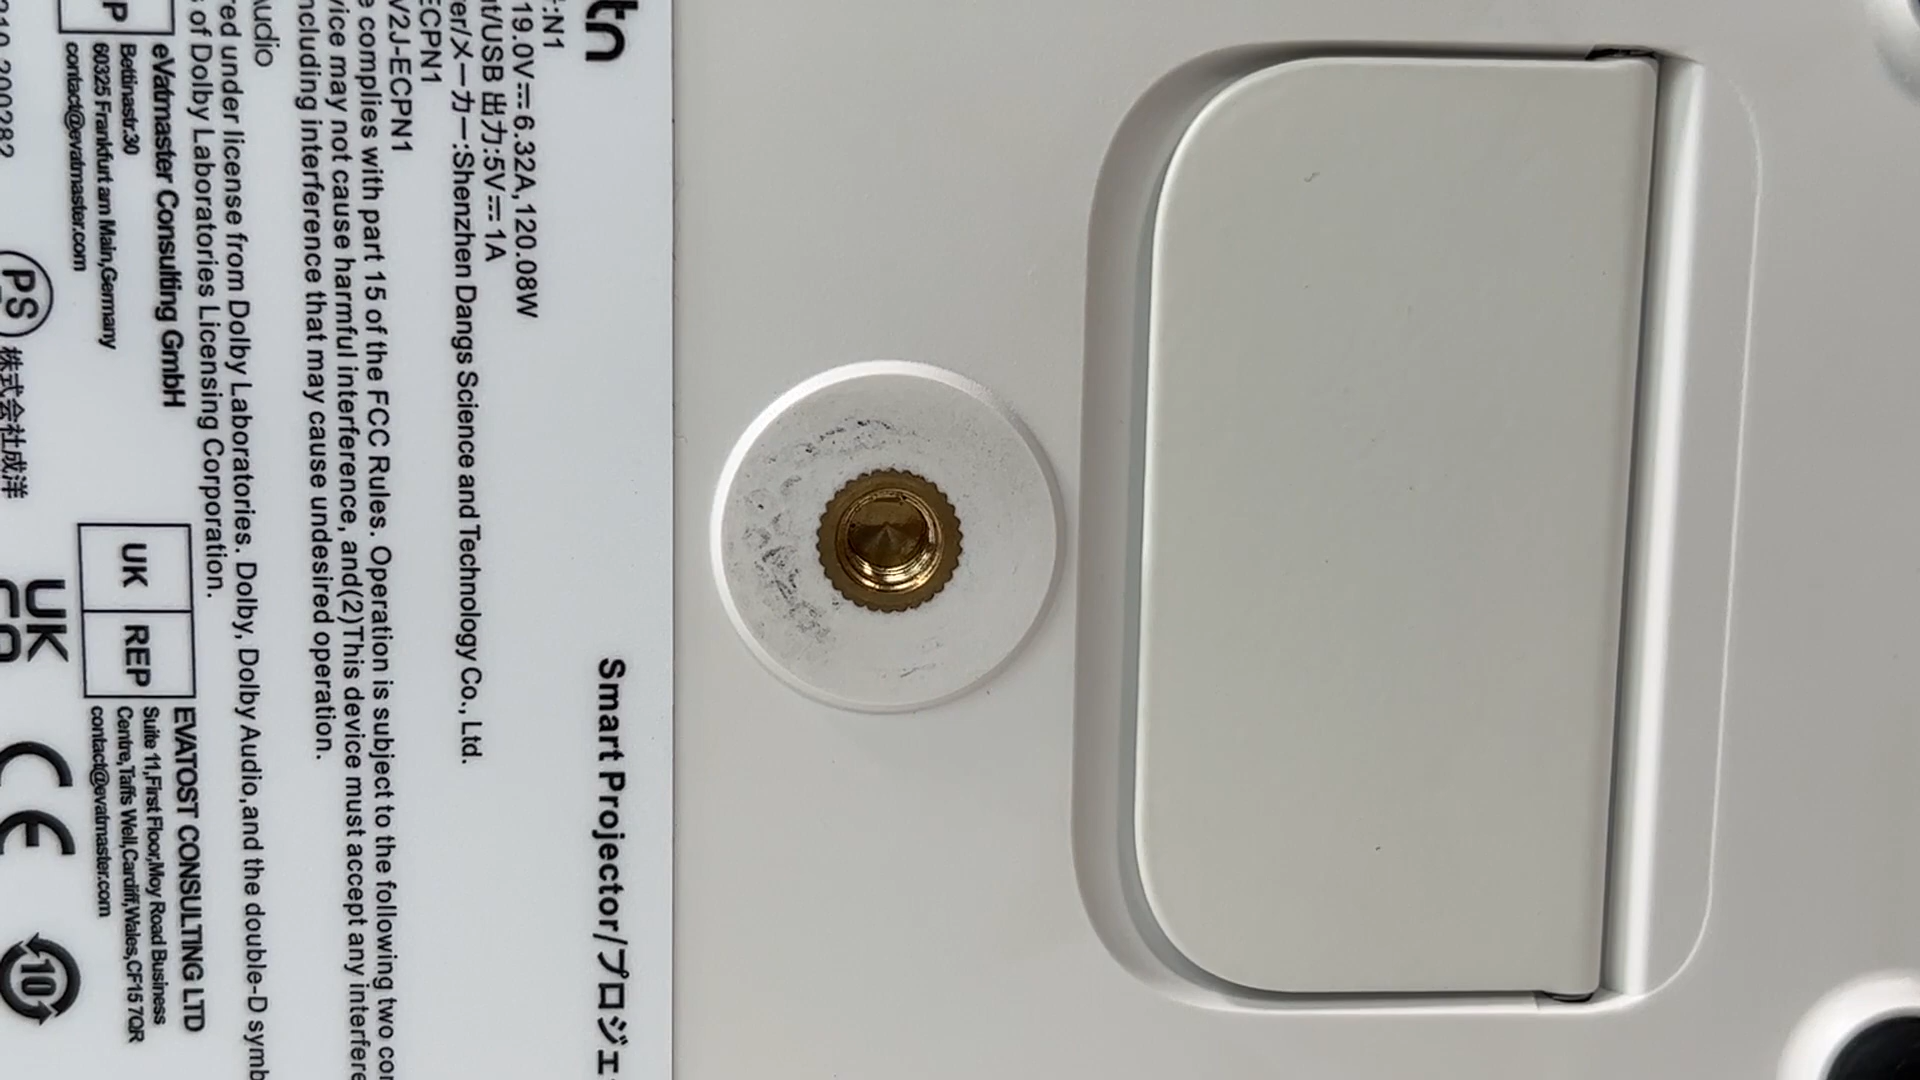 Smart Projector/プロジェ
:N1
19.0V⎓6.32A,120.08W
t/USB 出力:5V⎓1A
er/メーカー:Shenzhen Dangs Science and Technology Co., Ltd.
ECPN1
V2J-ECPN1
e complies with part 15 of the FCC Rules. Operation is subject to the following two con
vice may not cause harmful interference, and(2)This device must accept any interfere
ncluding interference that may cause undesired operation.
Audio
red under license from Dolby Laboratories. Dolby, Dolby Audio,and the double-D symb
s of Dolby Laboratories Licensing Corporation.
P
eVatmaster Consulting GmbH
Bettinastr.30
60325 Frankfurt am Main,Germany
contact@evatmaster.com
UK REP
EVATOST CONSULTING LTD
Suite 11,First Floor,Moy Road Business
Centre,Taffs Well,Cardiff,Wales,CF15 7QR
contact@evatmaster.com
200282
PS
株式会社成洋
UK
CA
CE
10